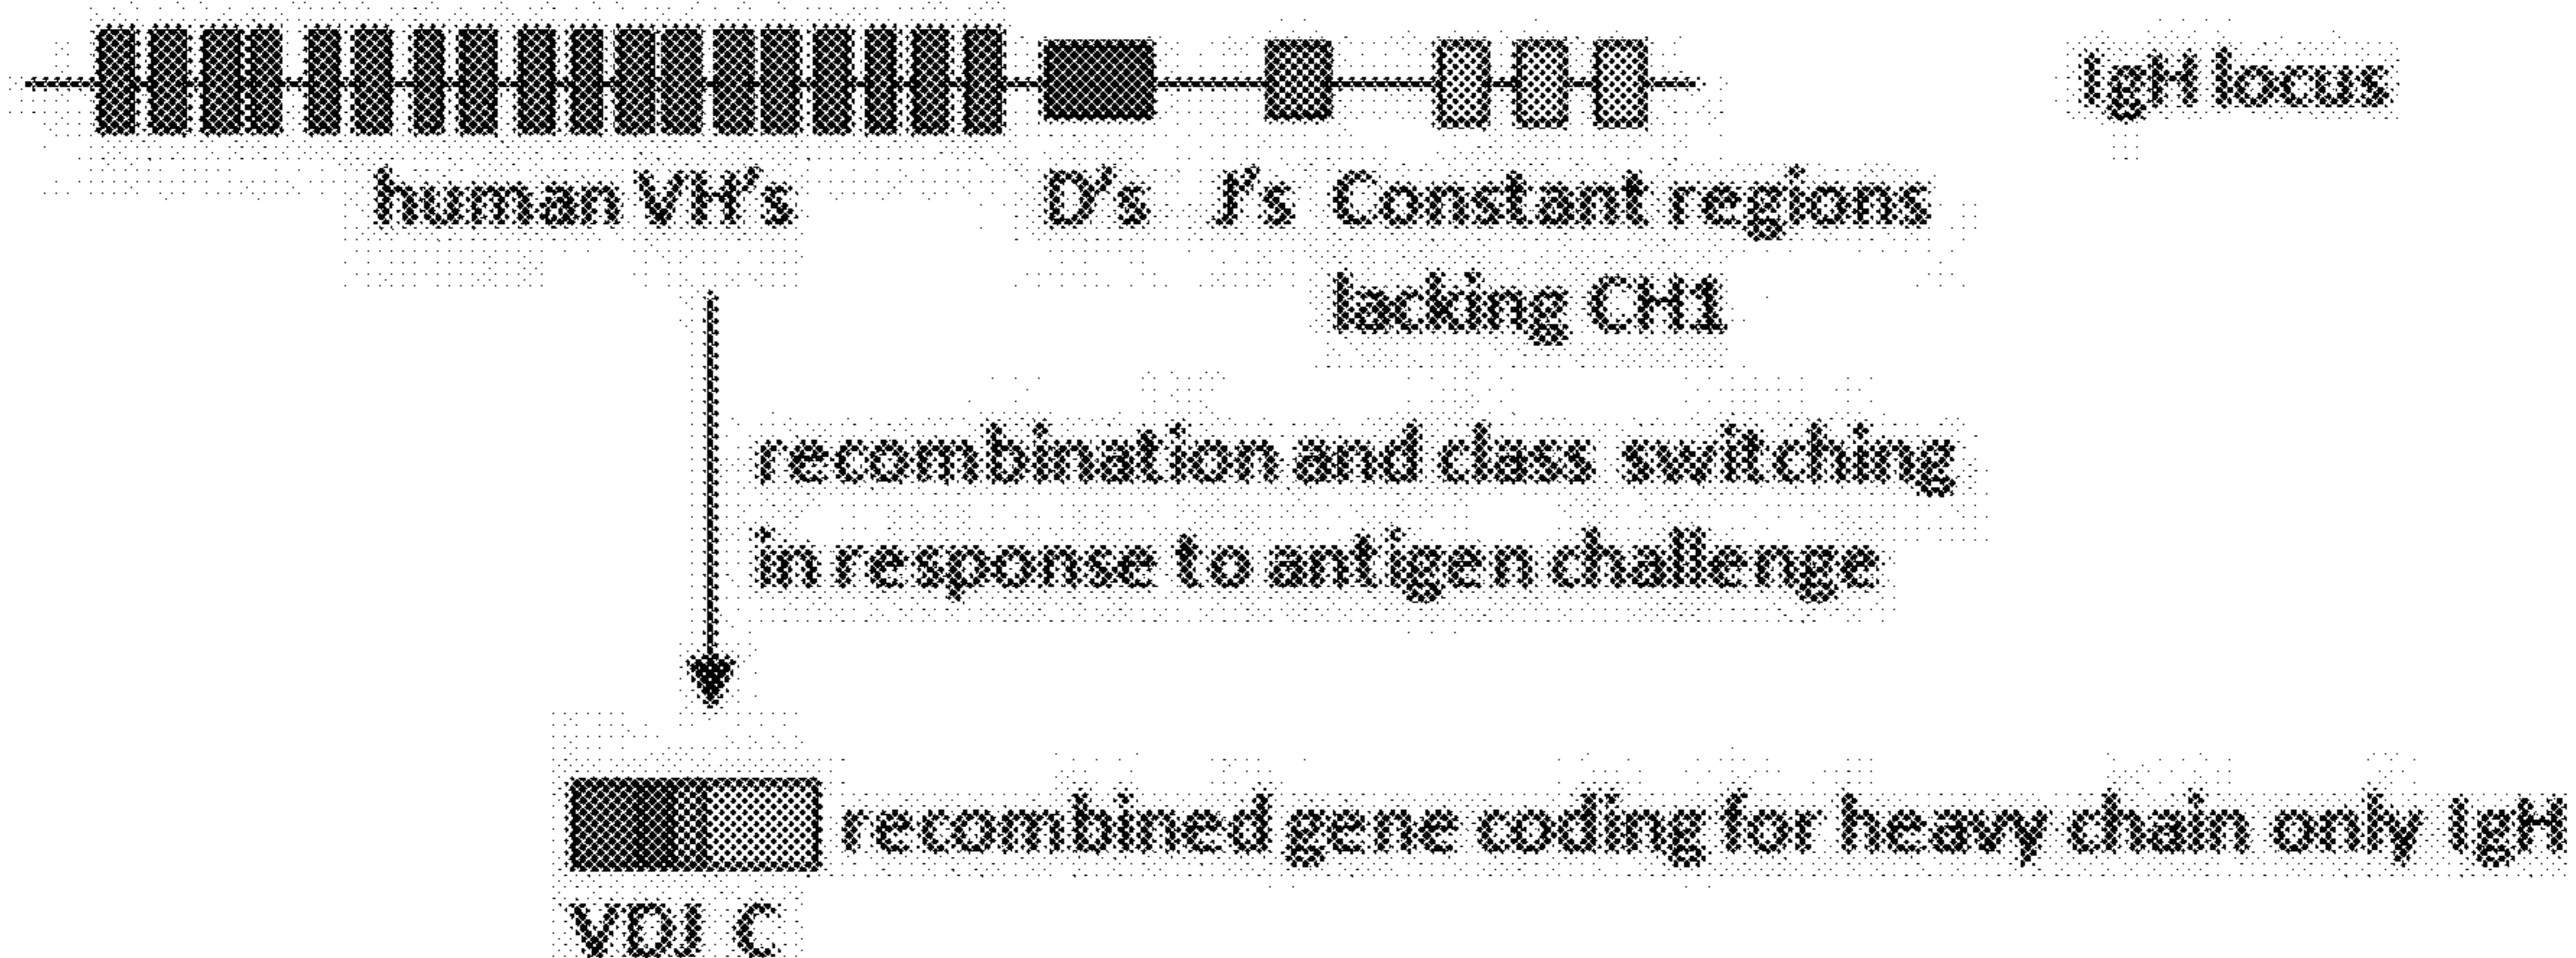 IgH locus
human VH's D's J's Constant regions
lacking CH1
recombination and class switching
in response to antigen challenge
recombined gene coding for heavy chain only IgH
VDJ C